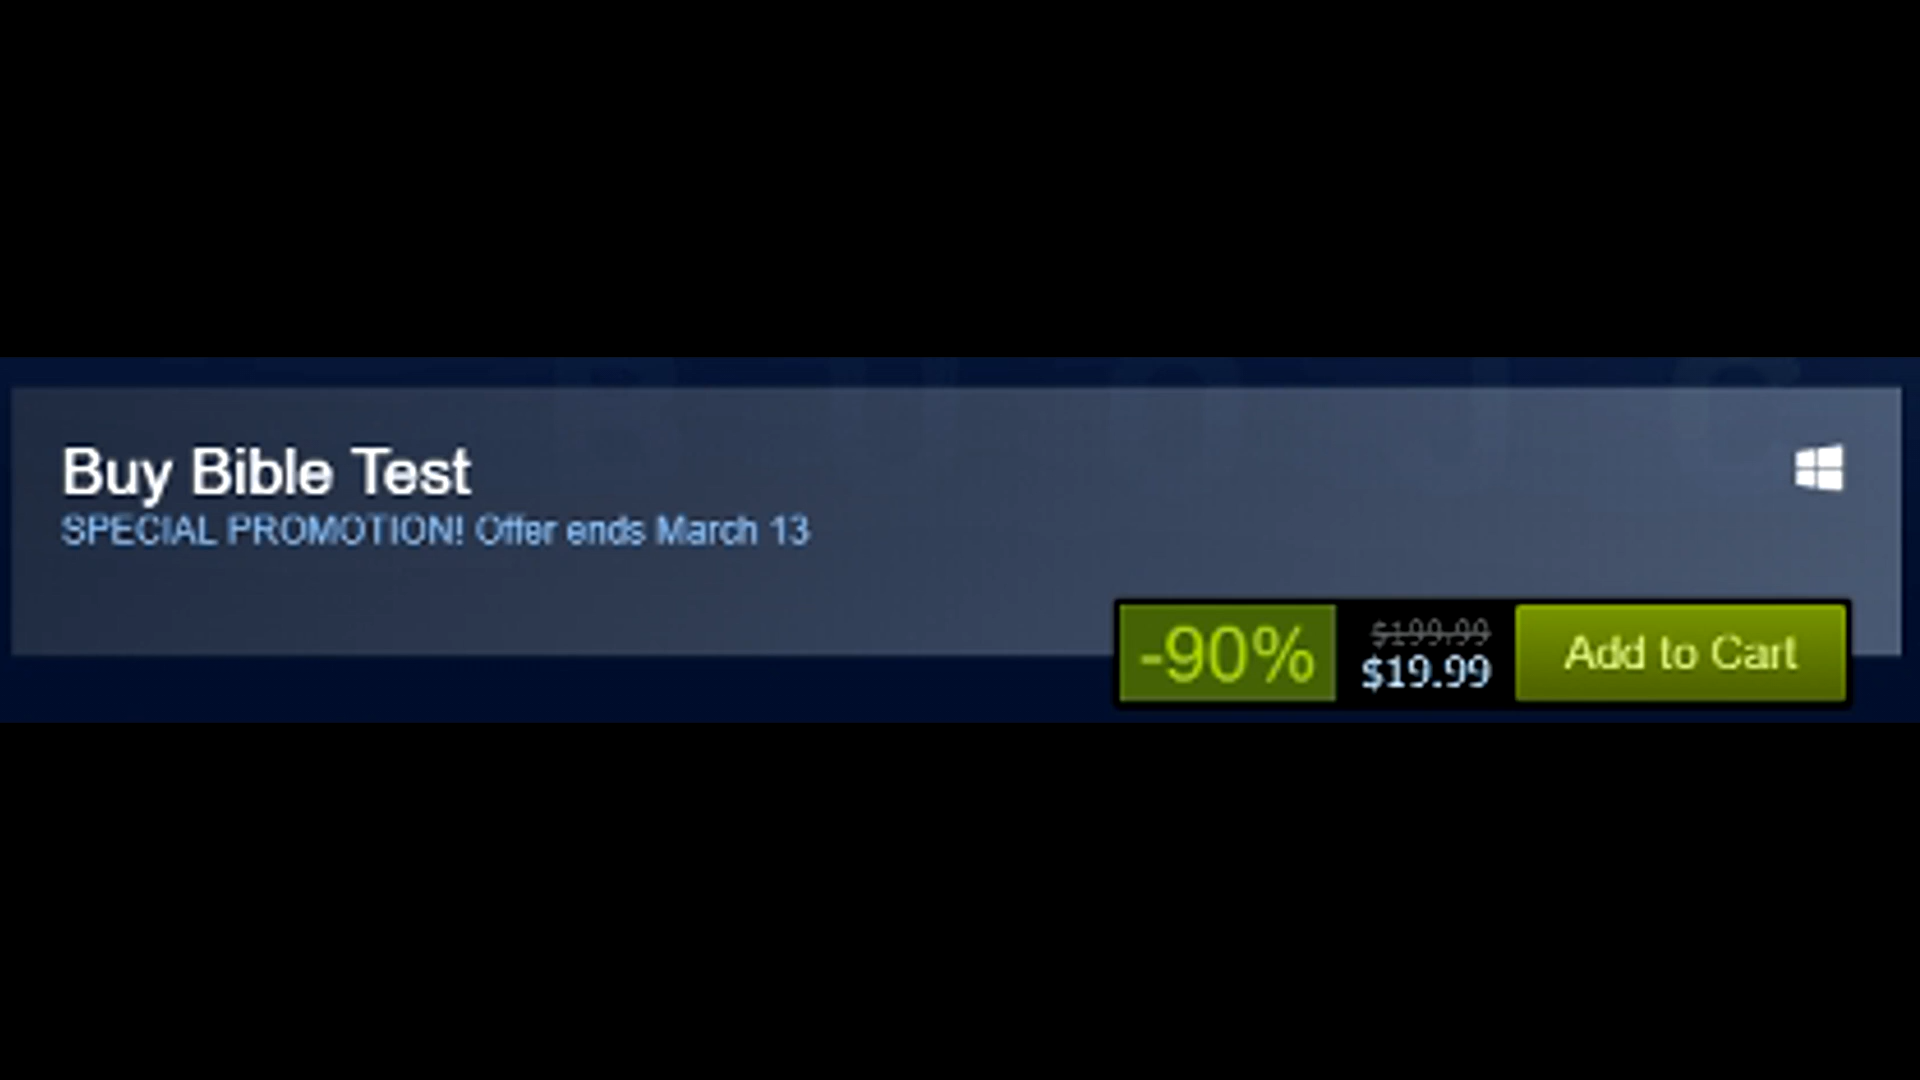 Buy Bible Test
SPECIAL PROMOTION! Offer ends March 13
-90%
$199.99
$19.99
Add to Cart